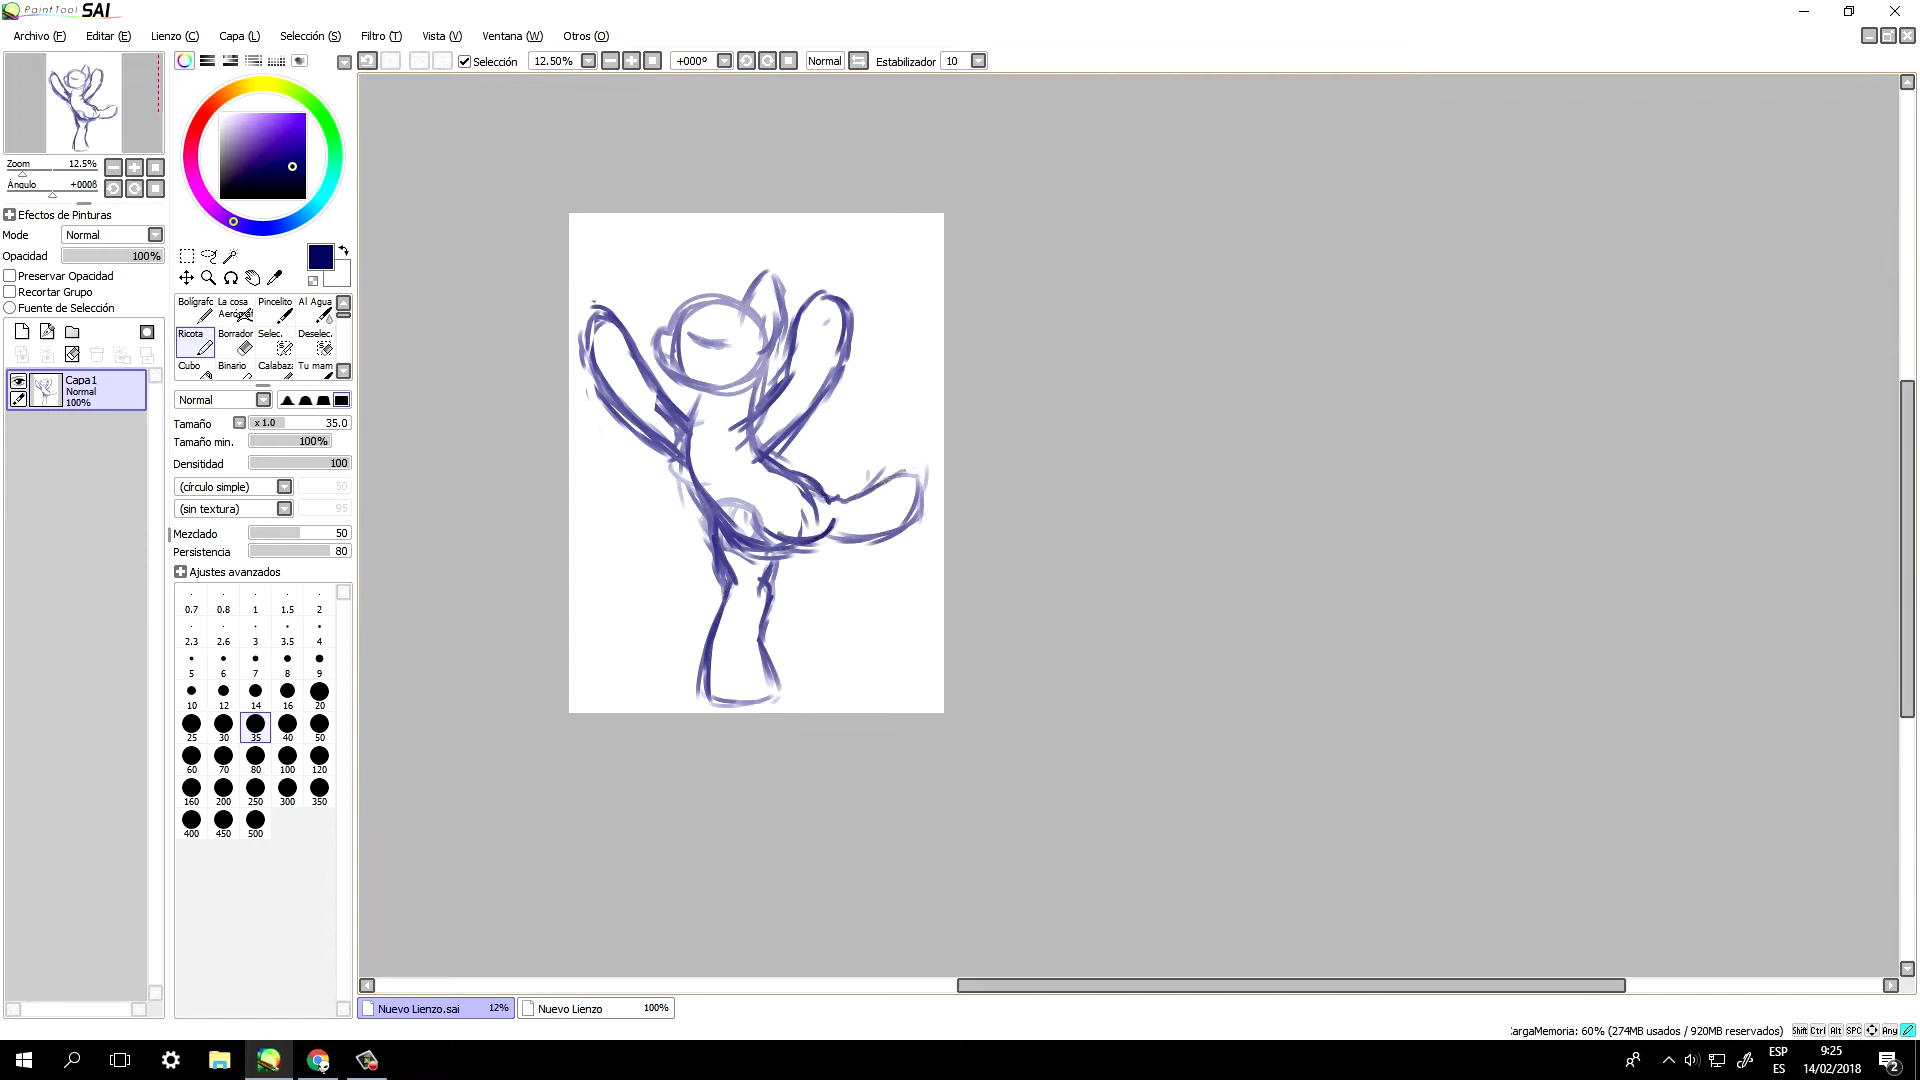 PaintTool SAI
Archivo (F) Editar (E) Lienzo (C) Capa (L) Selección (S) Filtro (T) Vista (V) Ventana (W) Otros (O)
Selección 12.50% +000º Normal Estabilizador 10
Zoom 12.5%
Ángulo +000ß
Efectos de Pinturas
Mode Normal
Opacidad 100%
Preservar Opacidad
Recortar Grupo
Fuente de Selección
Capa1
Normal
100%
Bolígrafo La cosa Pincelito Al Agua
Ricota Borrador Selec. Deselec.
Cubo Binario Calabaz Tu mam
Normal
Tamaño x 1.0 35.0
Tamaño min. 100%
Densitidad 100
(círculo simple) 50
(sin textura) 95
Mezclado 50
Persistencia 80
Ajustes avanzados
0.7 0.8 1 1.5 2
2.3 2.6 3 3.5 4
5 6 7 8 9
10 12 14 16 20
25 30 35 40 50
60 70 80 100 120
160 200 250 300 350
400 450 500
Nuevo Lienzo.sai 12% Nuevo Lienzo 100%
CargaMemoria: 60% (274MB usados / 920MB reservados) Shift Ctrl Alt SPC Any
ESP
ES
9:25
14/02/2018
2